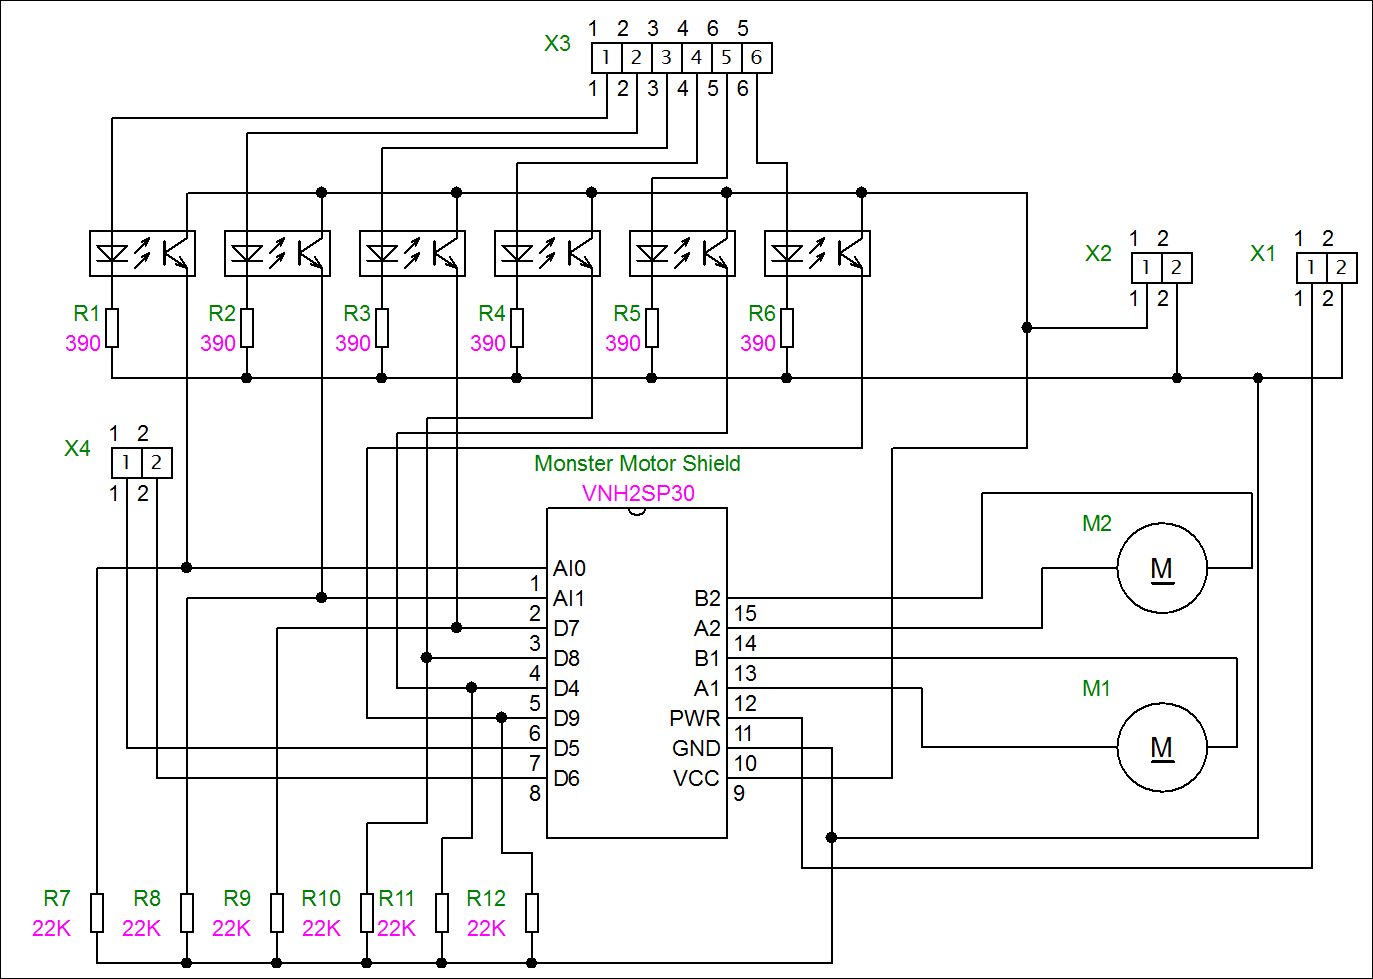 1 2 3 4 6 5
X3
1 2 3 4 5 6
1 2 3 4 5 6
1 2
X2
1 2
1 2
1 2
X1
1 2
1 2
R1 R2 R3 R4 R5 R6
390 390 390 390 390 390
1 2
X4
1 2
1 2
Monster Motor Shield
VNH2SP30
M2
M
AI0
1
AI1 B2
2 15
D7 A2
3 14
D8 B1
4 13
D4 A1
M1
5 12
D9 PWR
6 11
D5 GND
M
7 10
D6 VCC
8 9
R7 R8 R9 R10 R11 R12
22K 22K 22K 22K 22K 22K